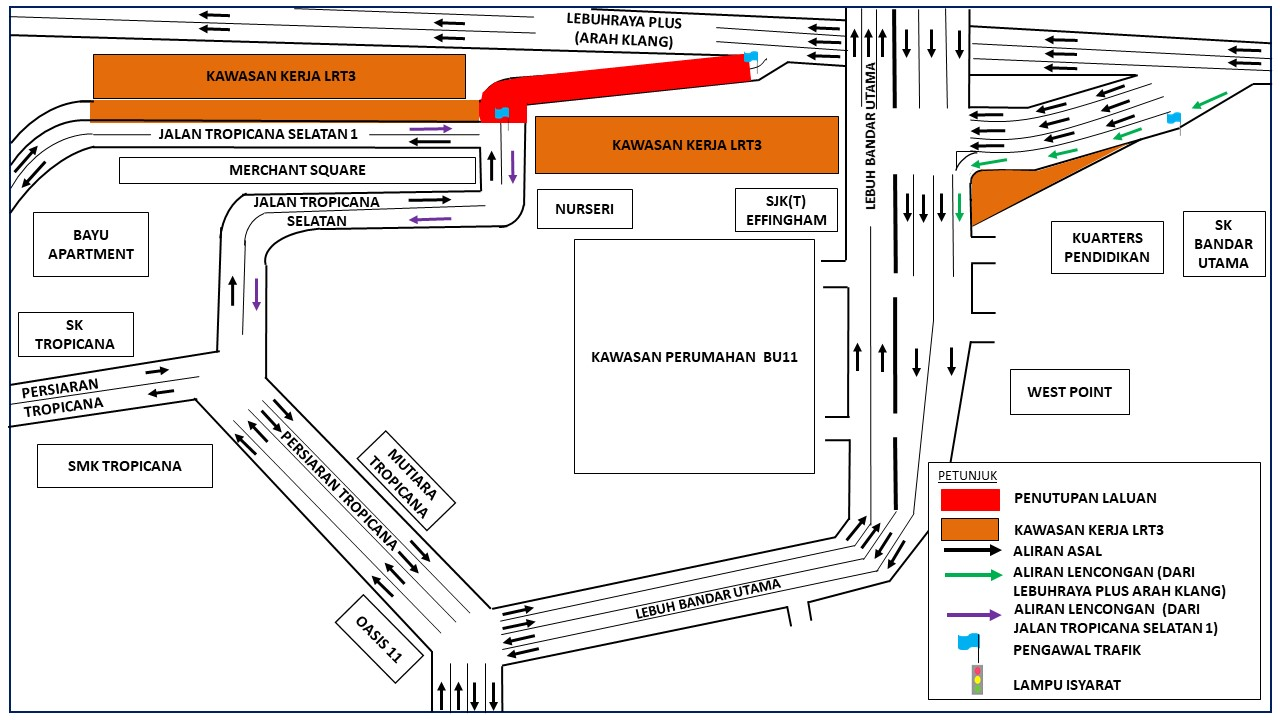 LEBUHRAYA PLUS
(ARAH KLANG)
KAWASAN KERJA LRT3
LEBUH BANDAR UTAMA
JALAN TROPICANA SELATAN 1
KAWASAN KERJA LRT3
MERCHANT SQUARE
JALAN TROPICANA
SELATAN
NURSERI
SJK(T)
EFFINGHAM
BAYU
APARTMENT
KUARTERS
PENDIDIKAN
SK
BANDAR
UTAMA
SK
TROPICANA
KAWASAN PERUMAHAN BU11
PERSIARAN
TROPICANA
WEST POINT
SMK TROPICANA
PERSIARAN TROPICANA
MUTIARA
TROPICANA
OASIS 11
LEBUH BANDAR UTAMA
PETUNJUK
PENUTUPAN LALUAN
KAWASAN KERJA LRT3
ALIRAN ASAL
ALIRAN LENCONGAN (DARI
LEBUHRAYA PLUS ARAH KLANG)
ALIRAN LENCONGAN (DARI
JALAN TROPICANA SELATAN 1)
PENGAWAL TRAFIK
LAMPU ISYARAT